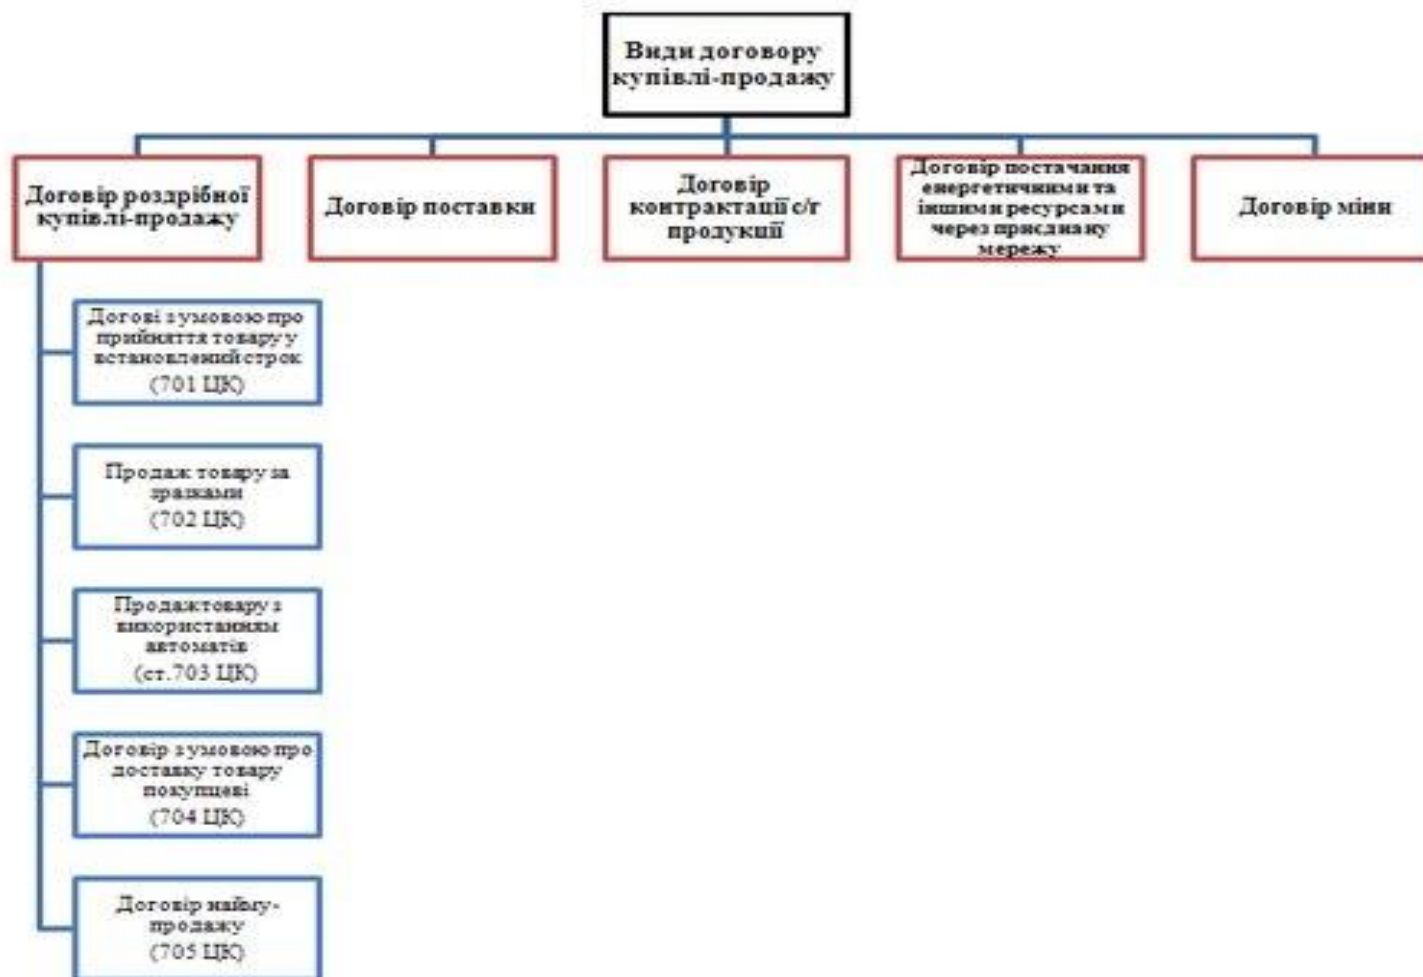 Види договору
купівлі-продажу
Договір роздрібної
купівлі-продажу
Договір поставки
Договір
контрактації с/г
продукції
Договір постачання
енергетичними та
іншими ресурсами
через приєднану
мережу
Договір міни
Догові з умовою про
прийняття товару у
встановлений строк
(701 ЦК)
Продаж товару за
зразками
(702 ЦК)
Продаж товару з
використанням
автоматів
(ст.703 ЦК)
Договір з умовою про
доставку товару
покупцеві
(704 ЦК)
Договір найму-
продажу
(705 ЦК)